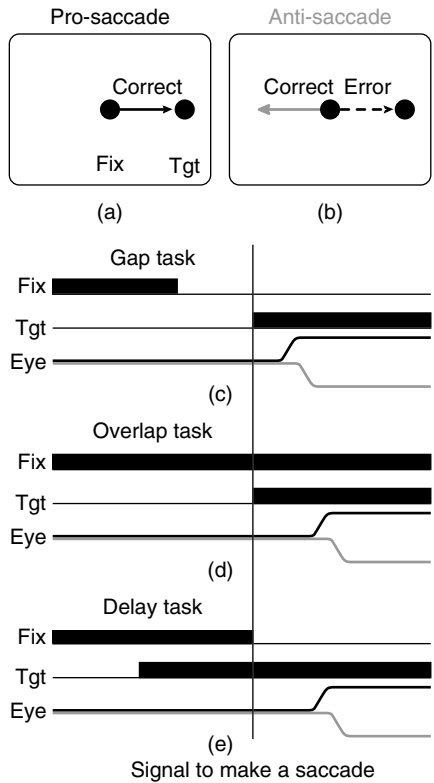 Pro-saccade
Anti-saccade
Correct
Correct Error
Fix Tgt
(a)
(b)
Gap task
Fix
Tgt
Eye
(c)
Overlap task
Fix
Tgt
Eye
(d)
Delay task
Fix
Tgt
Eye
(e)
Signal to make a saccade